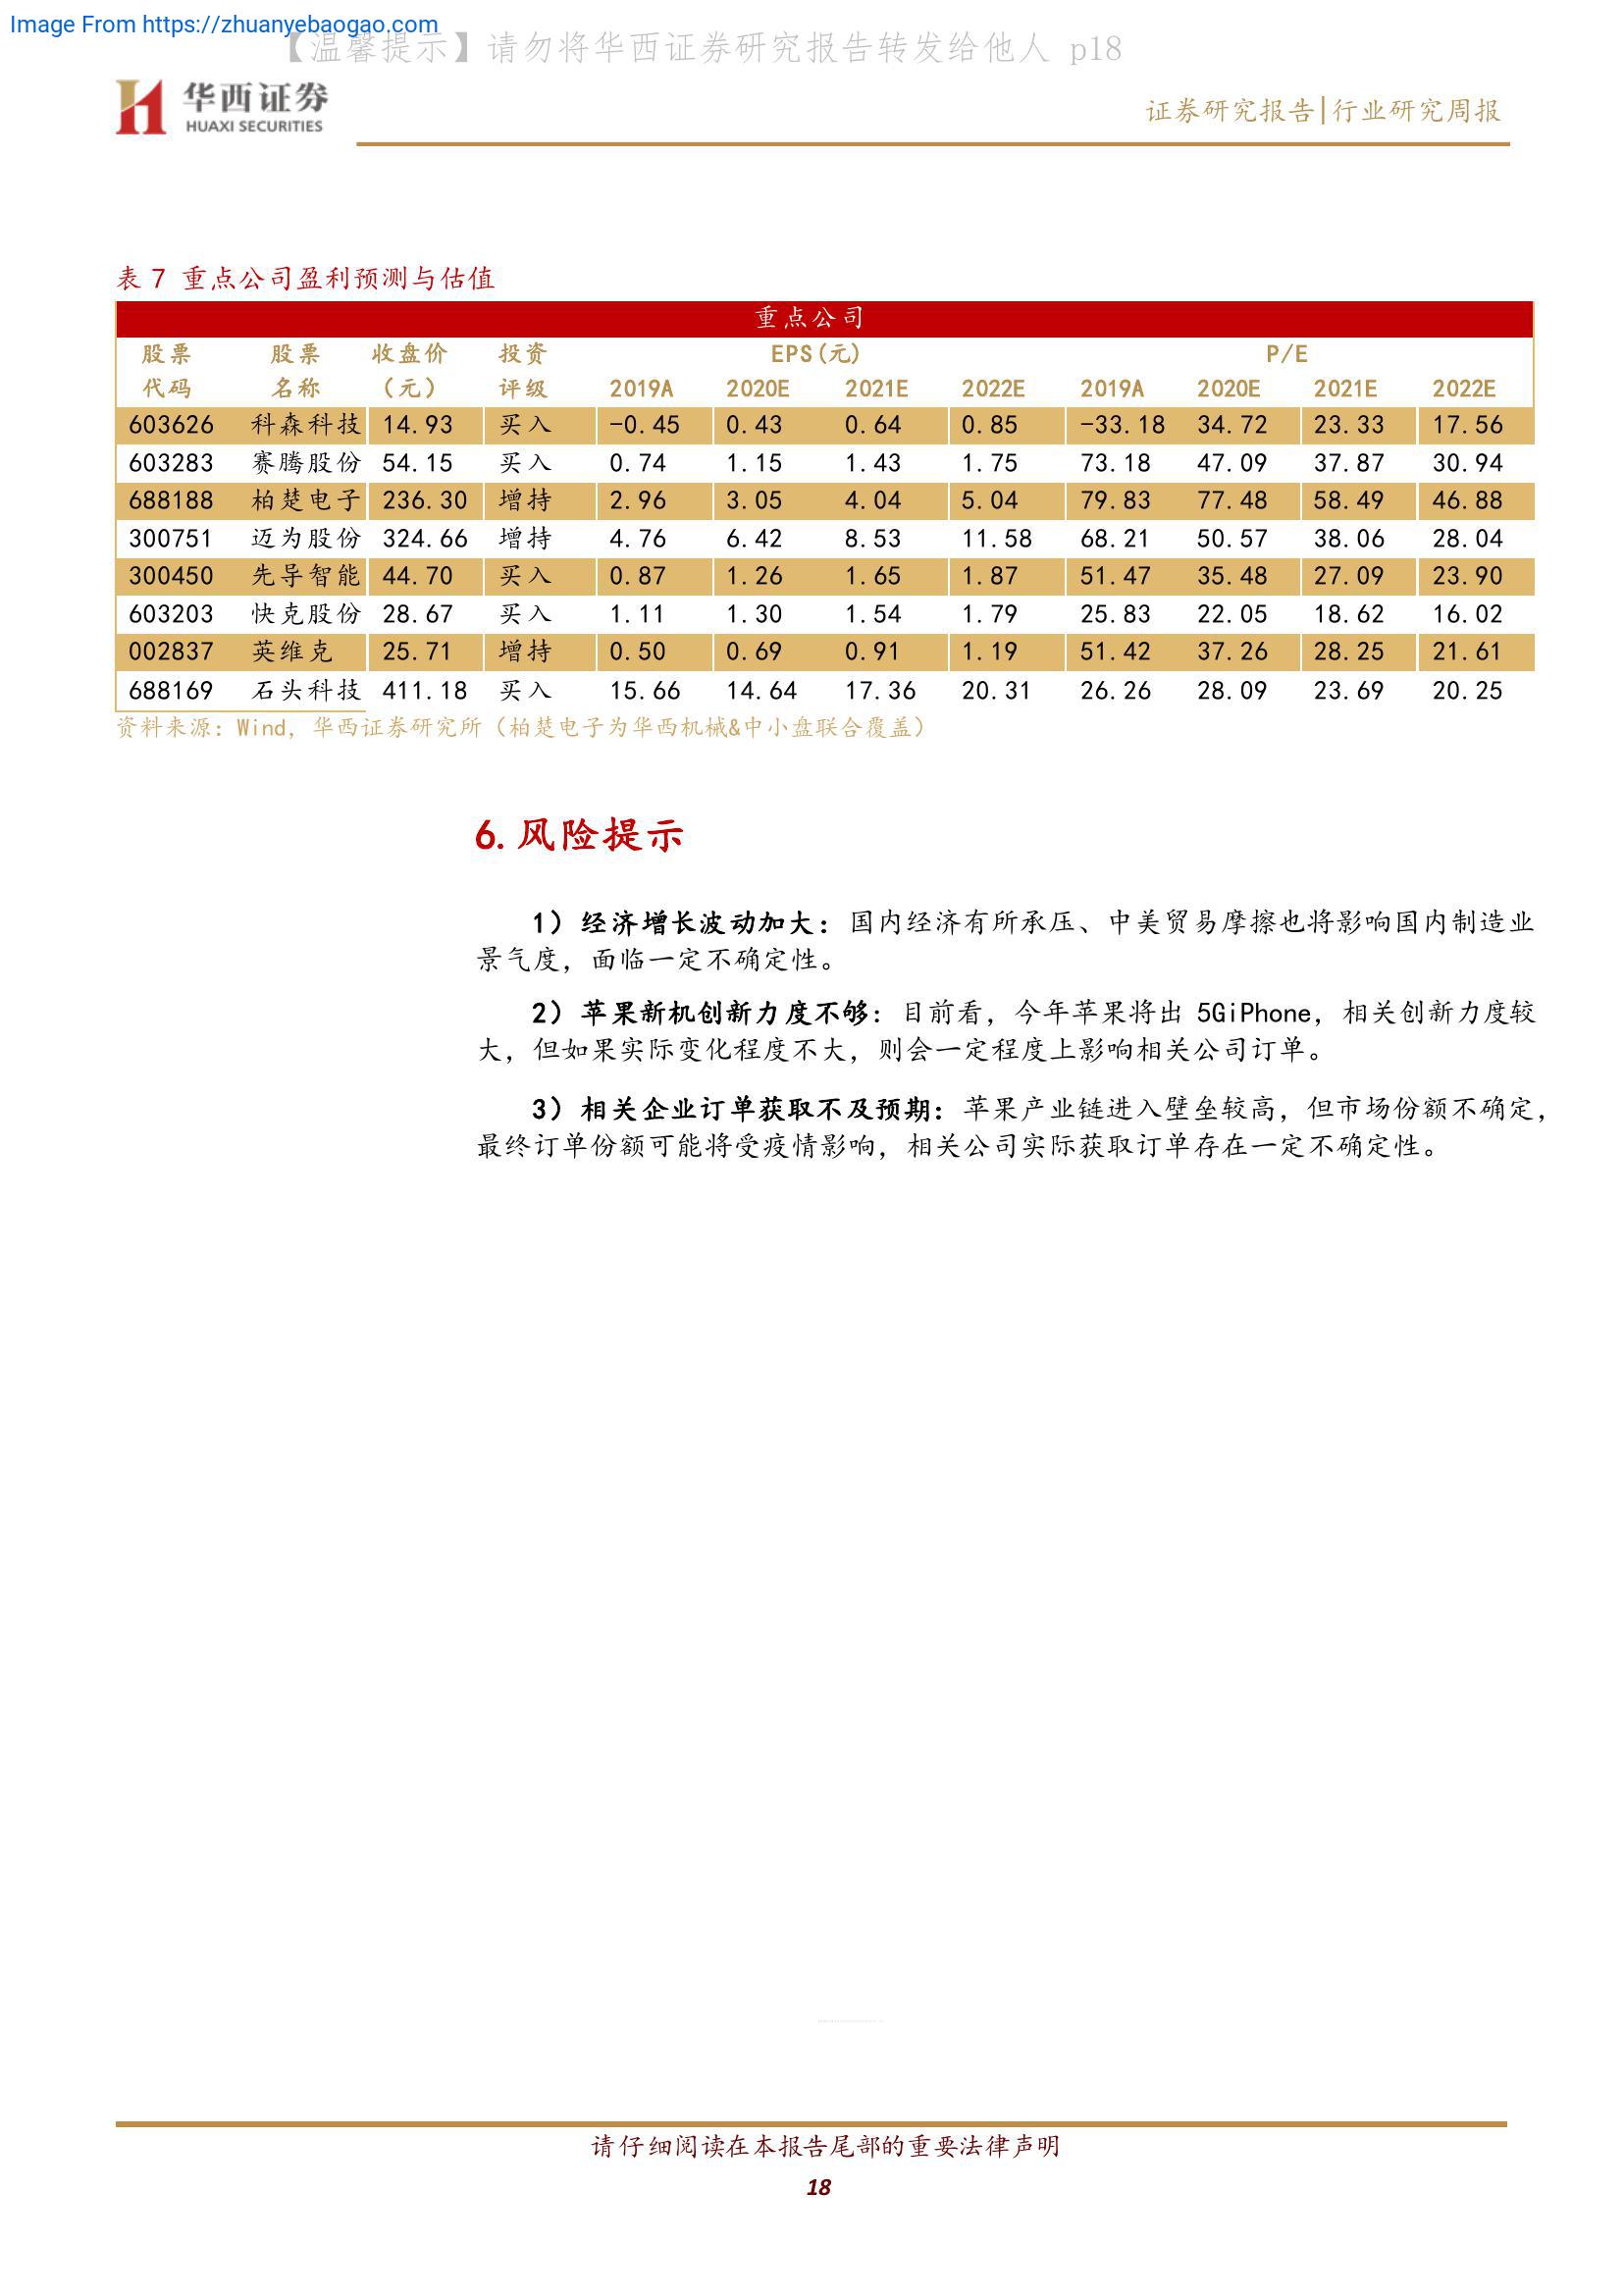 Image From https://zhuanyebaogao.com
【温馨提示】请勿将华西证券研究报告转发给他人 p18
华西证券
HUAXI SECURITIES
证券研究报告|行业研究周报
表 7 重点公司盈利预测与估值
重点公司
股票 股票 收盘价 投资 EPS(元) P/E
代码 名称 （元） 评级 2019A 2020E 2021E 2022E 2019A 2020E 2021E 2022E
603626 科森科技 14.93 买入 -0.45 0.43 0.64 0.85 -33.18 34.72 23.33 17.56
603283 赛腾股份 54.15 买入 0.74 1.15 1.43 1.75 73.18 47.09 37.87 30.94
688188 柏楚电子 236.30 增持 2.96 3.05 4.04 5.04 79.83 77.48 58.49 46.88
300751 迈为股份 324.66 增持 4.76 6.42 8.53 11.58 68.21 50.57 38.06 28.04
300450 先导智能 44.70 买入 0.87 1.26 1.65 1.87 51.47 35.48 27.09 23.90
603203 快克股份 28.67 买入 1.11 1.30 1.54 1.79 25.83 22.05 18.62 16.02
002837 英维克 25.71 增持 0.50 0.69 0.91 1.19 51.42 37.26 28.25 21.61
688169 石头科技 411.18 买入 15.66 14.64 17.36 20.31 26.26 28.09 23.69 20.25
资料来源：Wind，华西证券研究所（柏楚电子为华西机械&中小盘联合覆盖）
6.风险提示
1）经济增长波动加大：国内经济有所承压、中美贸易摩擦也将影响国内制造业
景气度，面临一定不确定性。
2）苹果新机创新力度不够：目前看，今年苹果将出 5GiPhone，相关创新力度较
大，但如果实际变化程度不大，则会一定程度上影响相关公司订单。
3）相关企业订单获取不及预期：苹果产业链进入壁垒较高，但市场份额不确定，
最终订单份额可能将受疫情影响，相关公司实际获取订单存在一定不确定性。
请仔细阅读在本报告尾部的重要法律声明
18